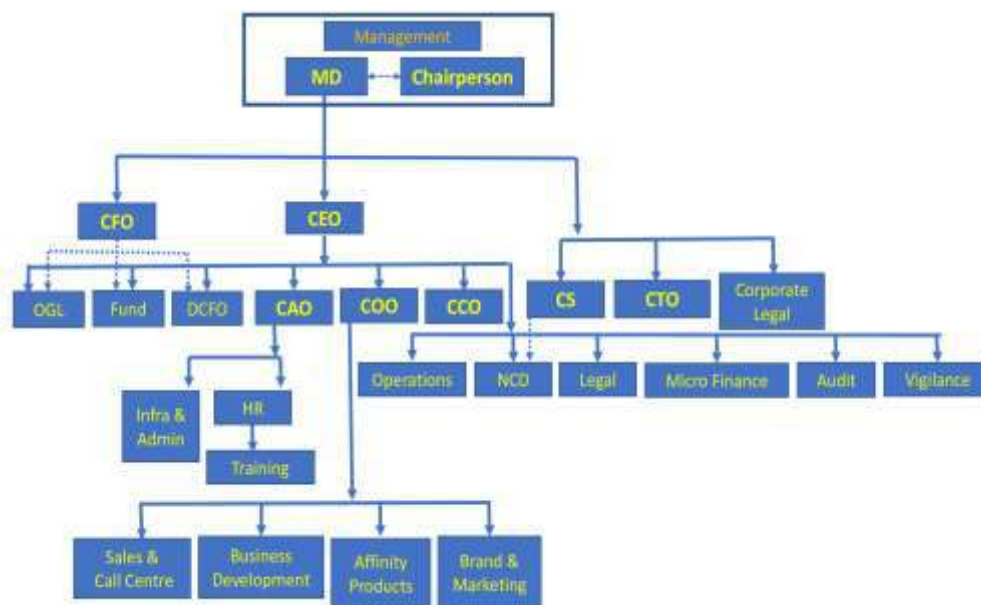 Management
MD
Chairperson
CFO
CEO
OGL
Fund
DCFO
CAO
COO
CCO
CS
CTO
Corporate
Legal
Operations
NCD
Legal
Micro Finance
Audit
Vigilance
Infra &
Admin
HR
Training
Sales &
Call Centre
Business
Development
Affinity
Products
Brand &
Marketing